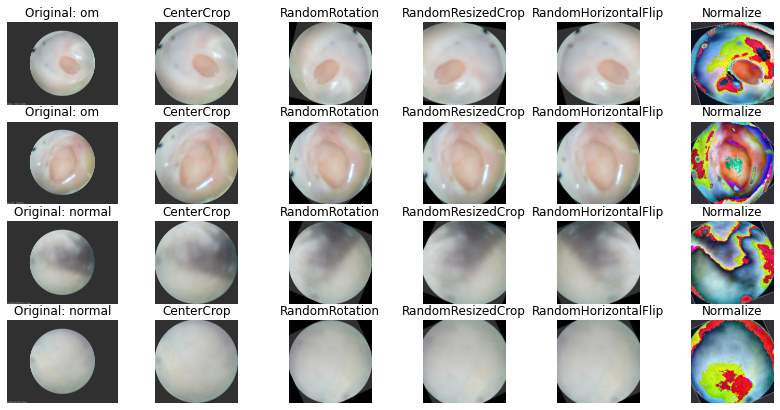 Original: om CenterCrop RandomRotation RandomResizedCrop RandomHorizontalFlip Normalize
Original: om CenterCrop RandomRotation RandomResizedCrop RandomHorizontalFlip Normalize
Original: normal CenterCrop RandomRotation RandomResizedCrop RandomHorizontalFlip Normalize
Original: normal CenterCrop RandomRotation RandomResizedCrop RandomHorizontalFlip Normalize